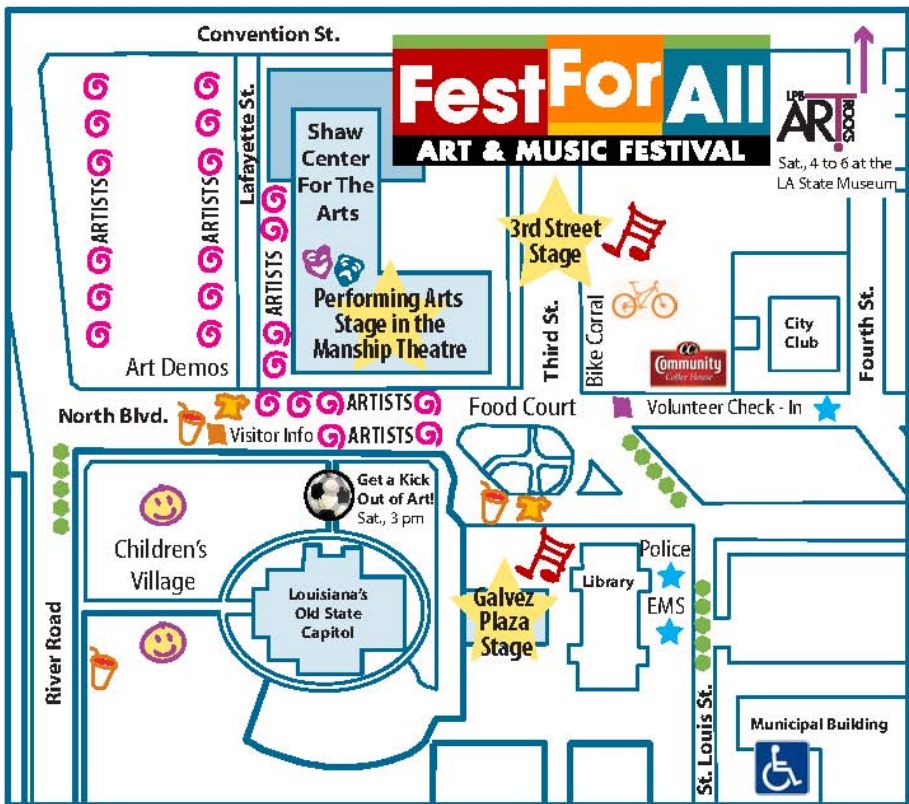 Convention St.
Fest For All
ART & MUSIC FESTIVAL
LPB
ART
ROCKS
Sat., 4 to 6 at the
LA State Museum
Lafayette St.
ARTISTS
ARTISTS
ARTISTS
Shaw
Center
For The
Arts
3rd Street
Stage
Performing Arts
Stage in the
Manship Theatre
Third St.
Bike Corral
Community
Coffee House
City
Club
Fourth St.
Art Demos
North Blvd.
ARTISTS
Visitor Info
ARTISTS
Food Court
Volunteer Check - In
Get a Kick
Out of Art!
Sat., 3 pm
Children's
Village
Louisiana's
Old State
Capitol
Galvez
Plaza
Stage
Library
Police
EMS
River Road
St. Louis St.
Municipal Building